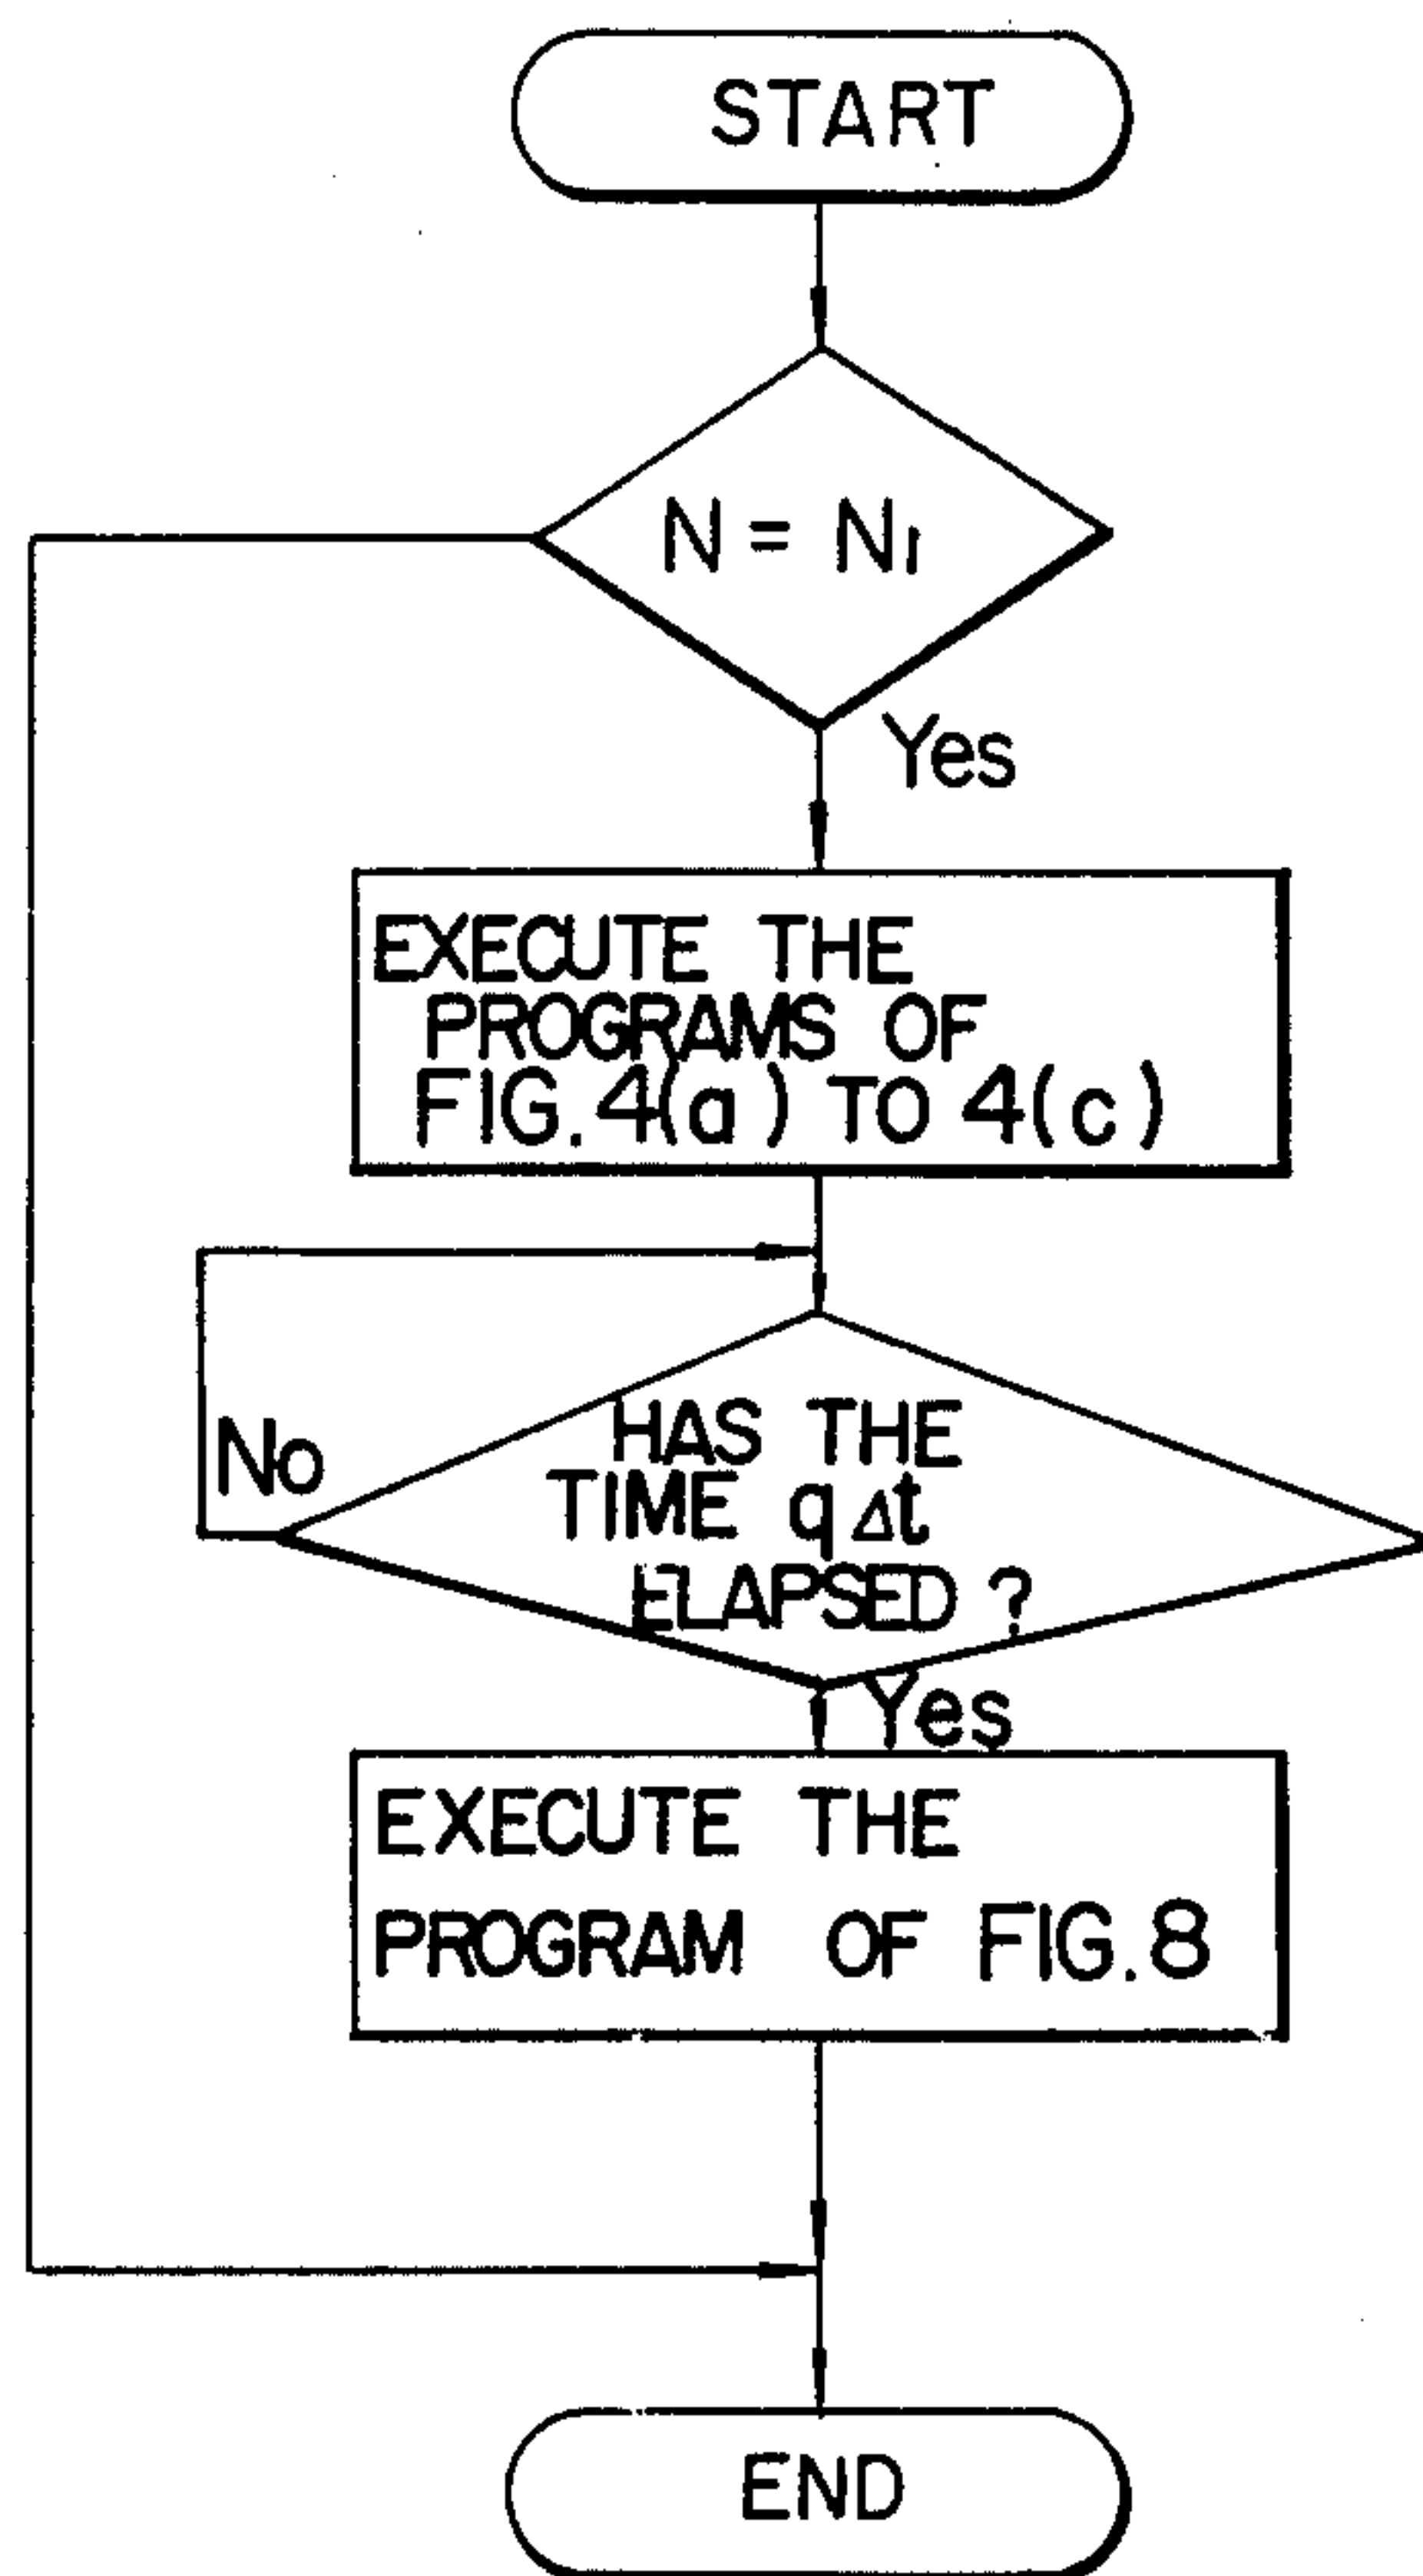 START
N = N1
Yes
EXECUTE THE
PROGRAMS OF
FIG. 4(a) TO 4(c)
No
HAS THE
TIME q Δt
ELAPSED ?
Yes
EXECUTE THE
PROGRAM OF FIG. 8
END